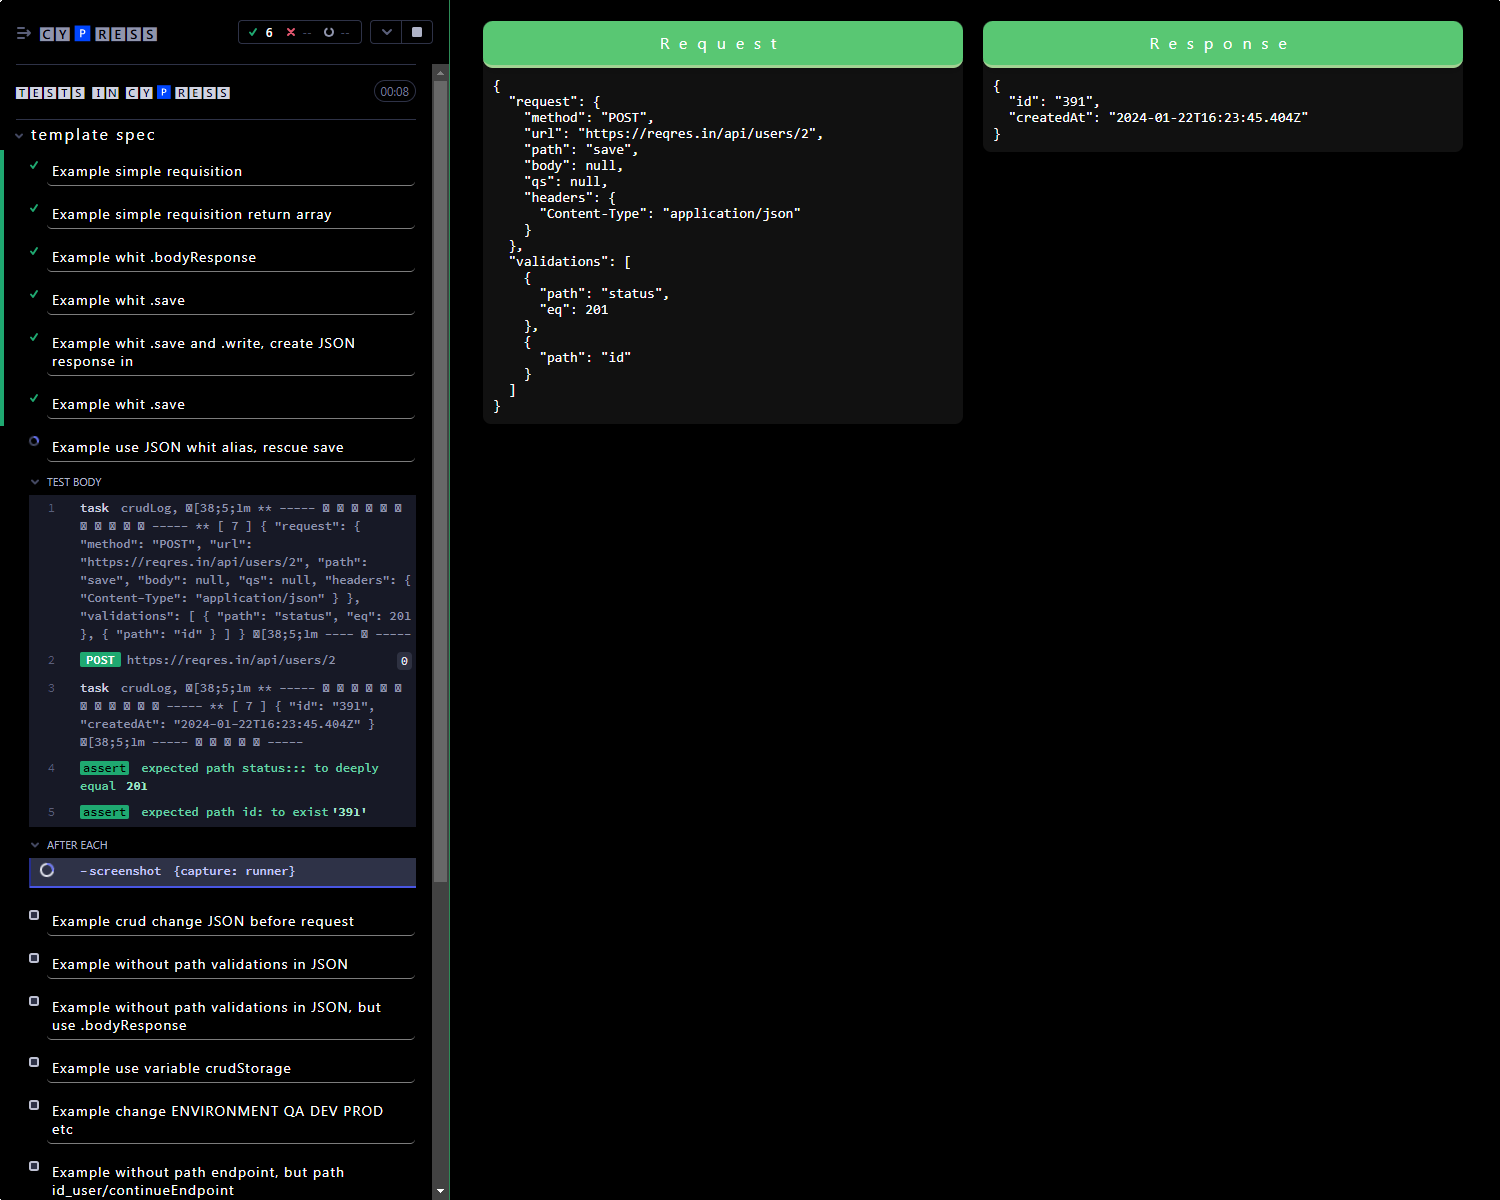 CYPRESS
6 -- --
TESTS IN CYPRESS
00:08
template spec
Example simple requisition
Example simple requisition return array
Example whit .bodyResponse
Example whit .save
Example whit .save and .write, create JSON
response in
Example whit .save
Example use JSON whit alias, rescue save
TEST BODY
1 task crudLog, [38;5;1m ** -----
----- ** [ 7 ] { "request": {
"method": "POST", "url":
"https://reqres.in/api/users/2", "path":
"save", "body": null, "qs": null, "headers": {
"Content-Type": "application/json" } },
"validations": [ { "path": "status", "eq": 201
}, { "path": "id" } ] } [38;5;1m ---- -----
2 POST https://reqres.in/api/users/2 0
3 task crudLog, [38;5;1m ** -----
----- ** [ 7 ] { "id": "391",
"createdAt": "2024-01-22T16:23:45.404Z" }
[38;5;1m ----- -----
4 assert expected path status::: to deeply
equal 201
5 assert expected path id: to exist '391'
AFTER EACH
-screenshot {capture: runner}
Example crud change JSON before request
Example without path validations in JSON
Example without path validations in JSON, but
use .bodyResponse
Example use variable crudStorage
Example change ENVIRONMENT QA DEV PROD
etc
Example without path endpoint, but path
id_user/continueEndpoint
Request
{
"request": {
"method": "POST",
"url": "https://reqres.in/api/users/2",
"path": "save",
"body": null,
"qs": null,
"headers": {
"Content-Type": "application/json"
}
},
"validations": [
{
"path": "status",
"eq": 201
},
{
"path": "id"
}
]
}
Response
{
"id": "391",
"createdAt": "2024-01-22T16:23:45.404Z"
}